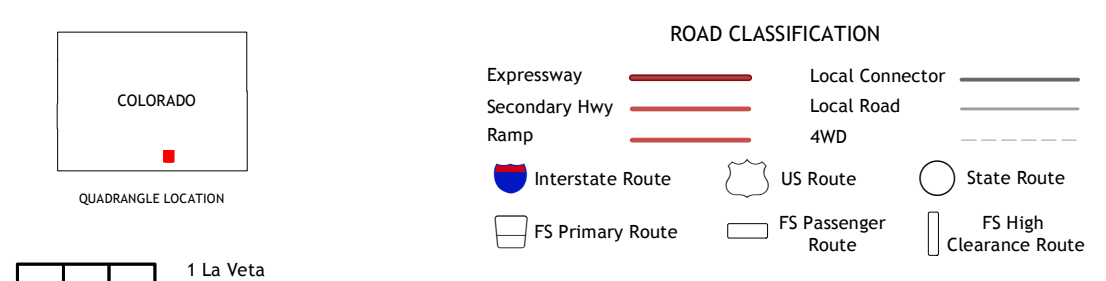 COLORADO
QUADRANGLE LOCATION
1 La Veta
ROAD CLASSIFICATION
Expressway
Local Connector
Secondary Hwy
Local Road
Ramp
4WD
Interstate Route
US Route
State Route
FS Primary Route
FS Passenger
Route
FS High
Clearance Route